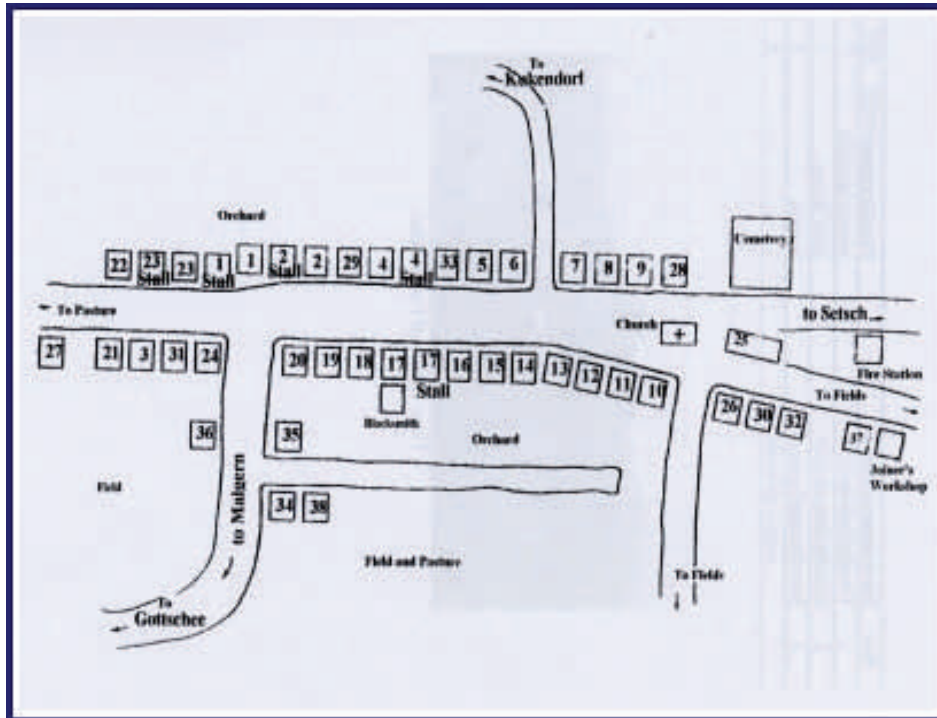 To
Kukendorf
Orchard
Cemetery
22 23 23 1 1 2 2 29 4 4 33 5 6 7 8 9 28
Stall Stall Stall Stall
To Pasture
to Setsch
Church
+
25
27 21 3 31 24 20 19 18 17 17 16 15 14 13 12 11 10
Fire Station
Stall
To Fields
Blacksmith
26 30 32
36 35
Orchard
37
Joiner's
Workshop
Field
to Malgern
34 38
Field and Pasture
To Fields
To
Gottschee